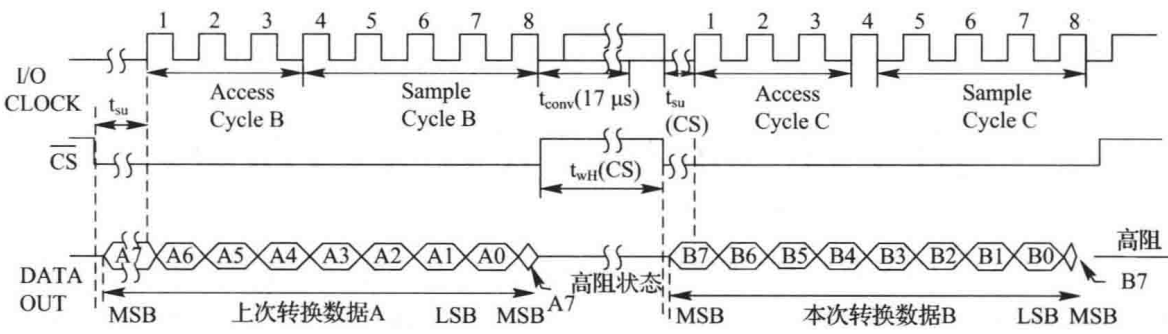 1 2 3 4 5 6 7 8 1 2 3 4 5 6 7 8
I/O
CLOCK
Access
Cycle B
Sample
Cycle B
tconv(17 μs)
tsu
(CS)
Access
Cycle C
Sample
Cycle C
tsu
CS
twH(CS)
DATA
OUT
A7 A6 A5 A4 A3 A2 A1 A0
A7
高阻状态
B7 B6 B5 B4 B3 B2 B1 B0
B7
高阻
MSB 上次转换数据A LSB MSB
MSB 本次转换数据B LSB MSB